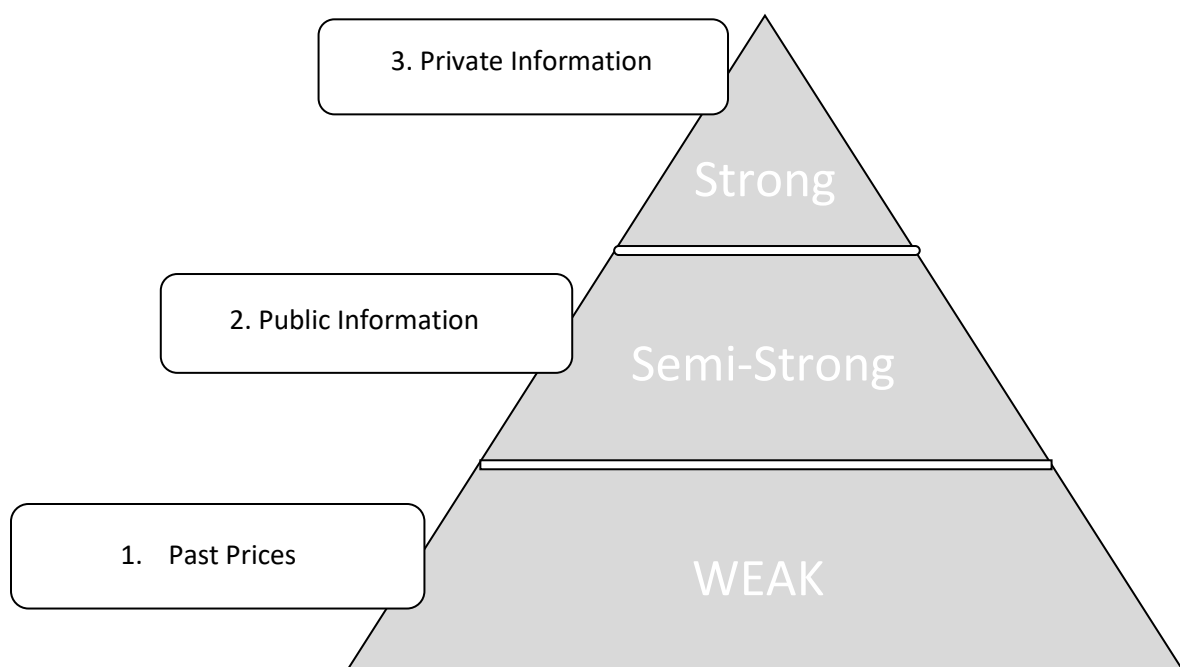 3. Private Information
Strong
2. Public Information
Semi-Strong
1. Past Prices
WEAK